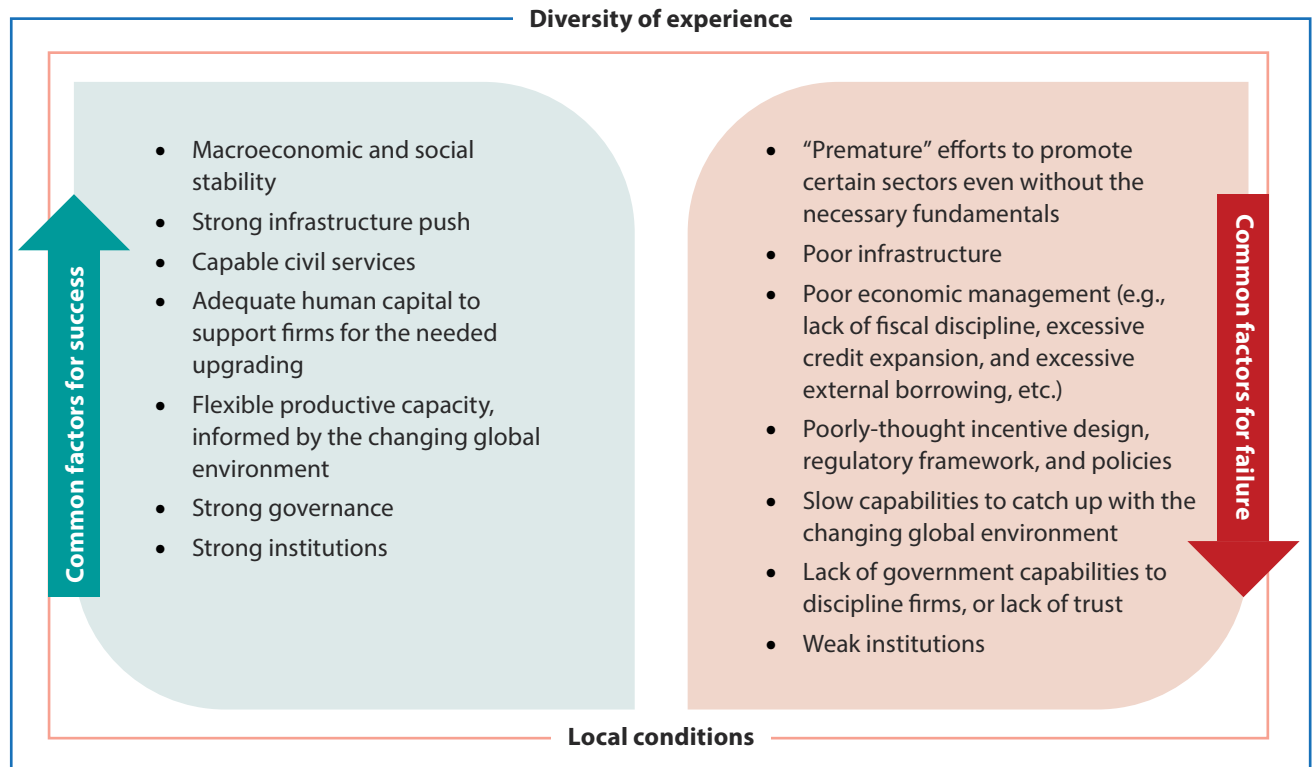 Diversity of experience
Common factors for success
• Macroeconomic and social
stability
• Strong infrastructure push
• Capable civil services
• Adequate human capital to
support firms for the needed
upgrading
• Flexible productive capacity,
informed by the changing global
environment
• Strong governance
• Strong institutions
• “Premature” efforts to promote
certain sectors even without the
necessary fundamentals
• Poor infrastructure
• Poor economic management (e.g.,
lack of fiscal discipline, excessive
credit expansion, and excessive
external borrowing, etc.)
• Poorly-thought incentive design,
regulatory framework, and policies
• Slow capabilities to catch up with the
changing global environment
• Lack of government capabilities to
discipline firms, or lack of trust
• Weak institutions
Common factors for failure
Local conditions